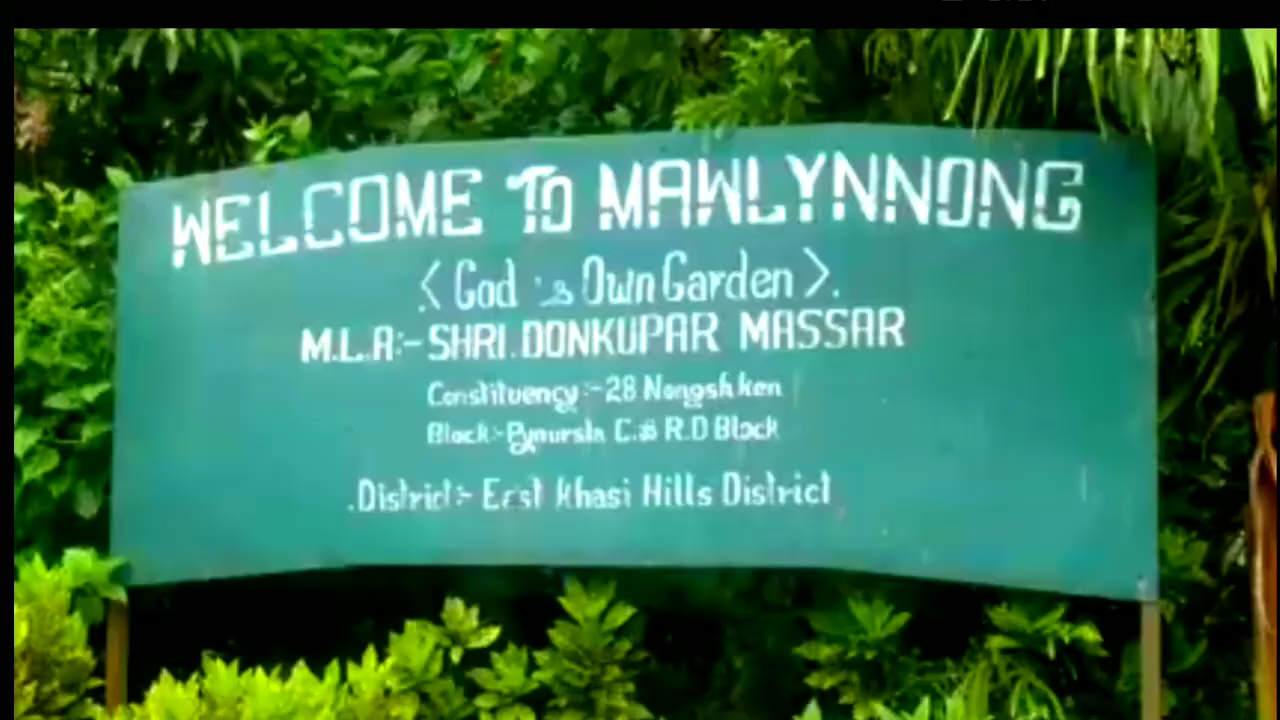 WELCOME TO MAWLYNNONG
<God's Own Garden>.
M.L.A:- SHRI.DONKUPAR MASSAR
Constituency:-28 Nongshken
Block:-Pynursla C.& R.D Block
.District:- East Khasi Hills District